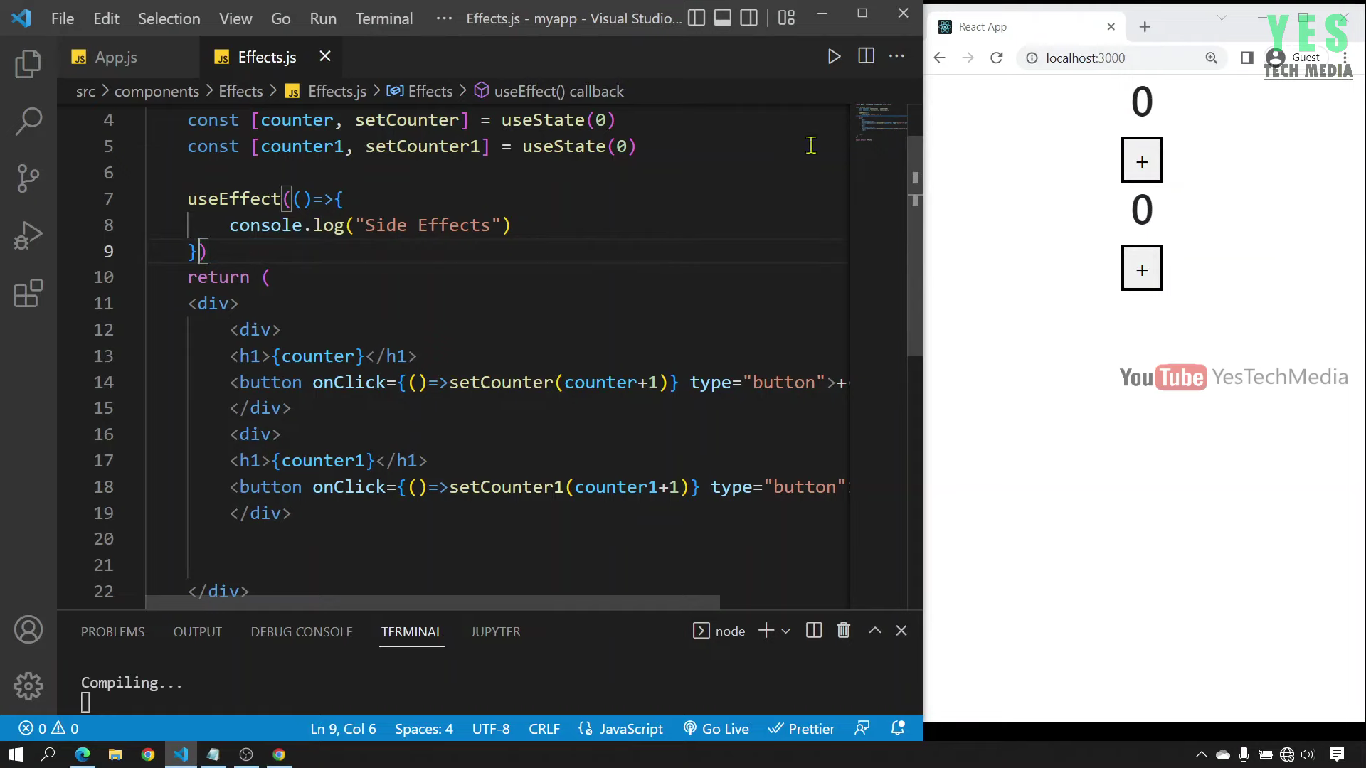 File Edit Selection View Go Run Terminal ··· Effects.js - myapp - Visual Studio...
App.js Effects.js
src > components > Effects > Effects.js > Effects > useEffect() callback
4 const [counter, setCounter] = useState(0)
5 const [counter1, setCounter1] = useState(0)
6
7 useEffect(()=>{
8 console.log("Side Effects")
9 })
10 return (
11 <div>
12 <div>
13 <h1>{counter}</h1>
14 <button onClick={()=>setCounter(counter+1)} type="button">+<
15 </div>
16 <div>
17 <h1>{counter1}</h1>
18 <button onClick={()=>setCounter1(counter1+1)} type="button"
19 </div>
20
21
22 </div>
PROBLEMS OUTPUT DEBUG CONSOLE TERMINAL JUPYTER node
Compiling...
0 0 Ln 9, Col 6 Spaces: 4 UTF-8 CRLF {} JavaScript Go Live Prettier
React App
localhost:3000 Guest
YES
TECH MEDIA
0
+
0
+
YouTube YesTechMedia